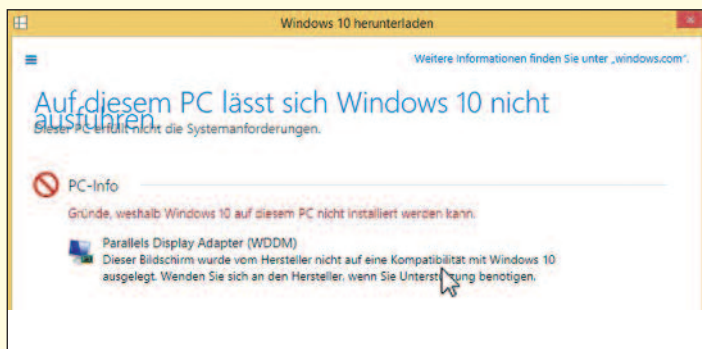 Windows 10 herunterladen
Weitere Informationen finden Sie unter „windows.com“.
Auf diesem PC lässt sich Windows 10 nicht
ausführen.
Dieser PC erfüllt nicht die Systemanforderungen.
PC-Info
Gründe, weshalb Windows 10 auf diesem PC nicht installiert werden kann.
Parallels Display Adapter (WDDM)
Dieser Bildschirm wurde vom Hersteller nicht auf eine Kompatibilität mit Windows 10
ausgelegt. Wenden Sie sich an den Hersteller, wenn Sie Unterstützung benötigen.